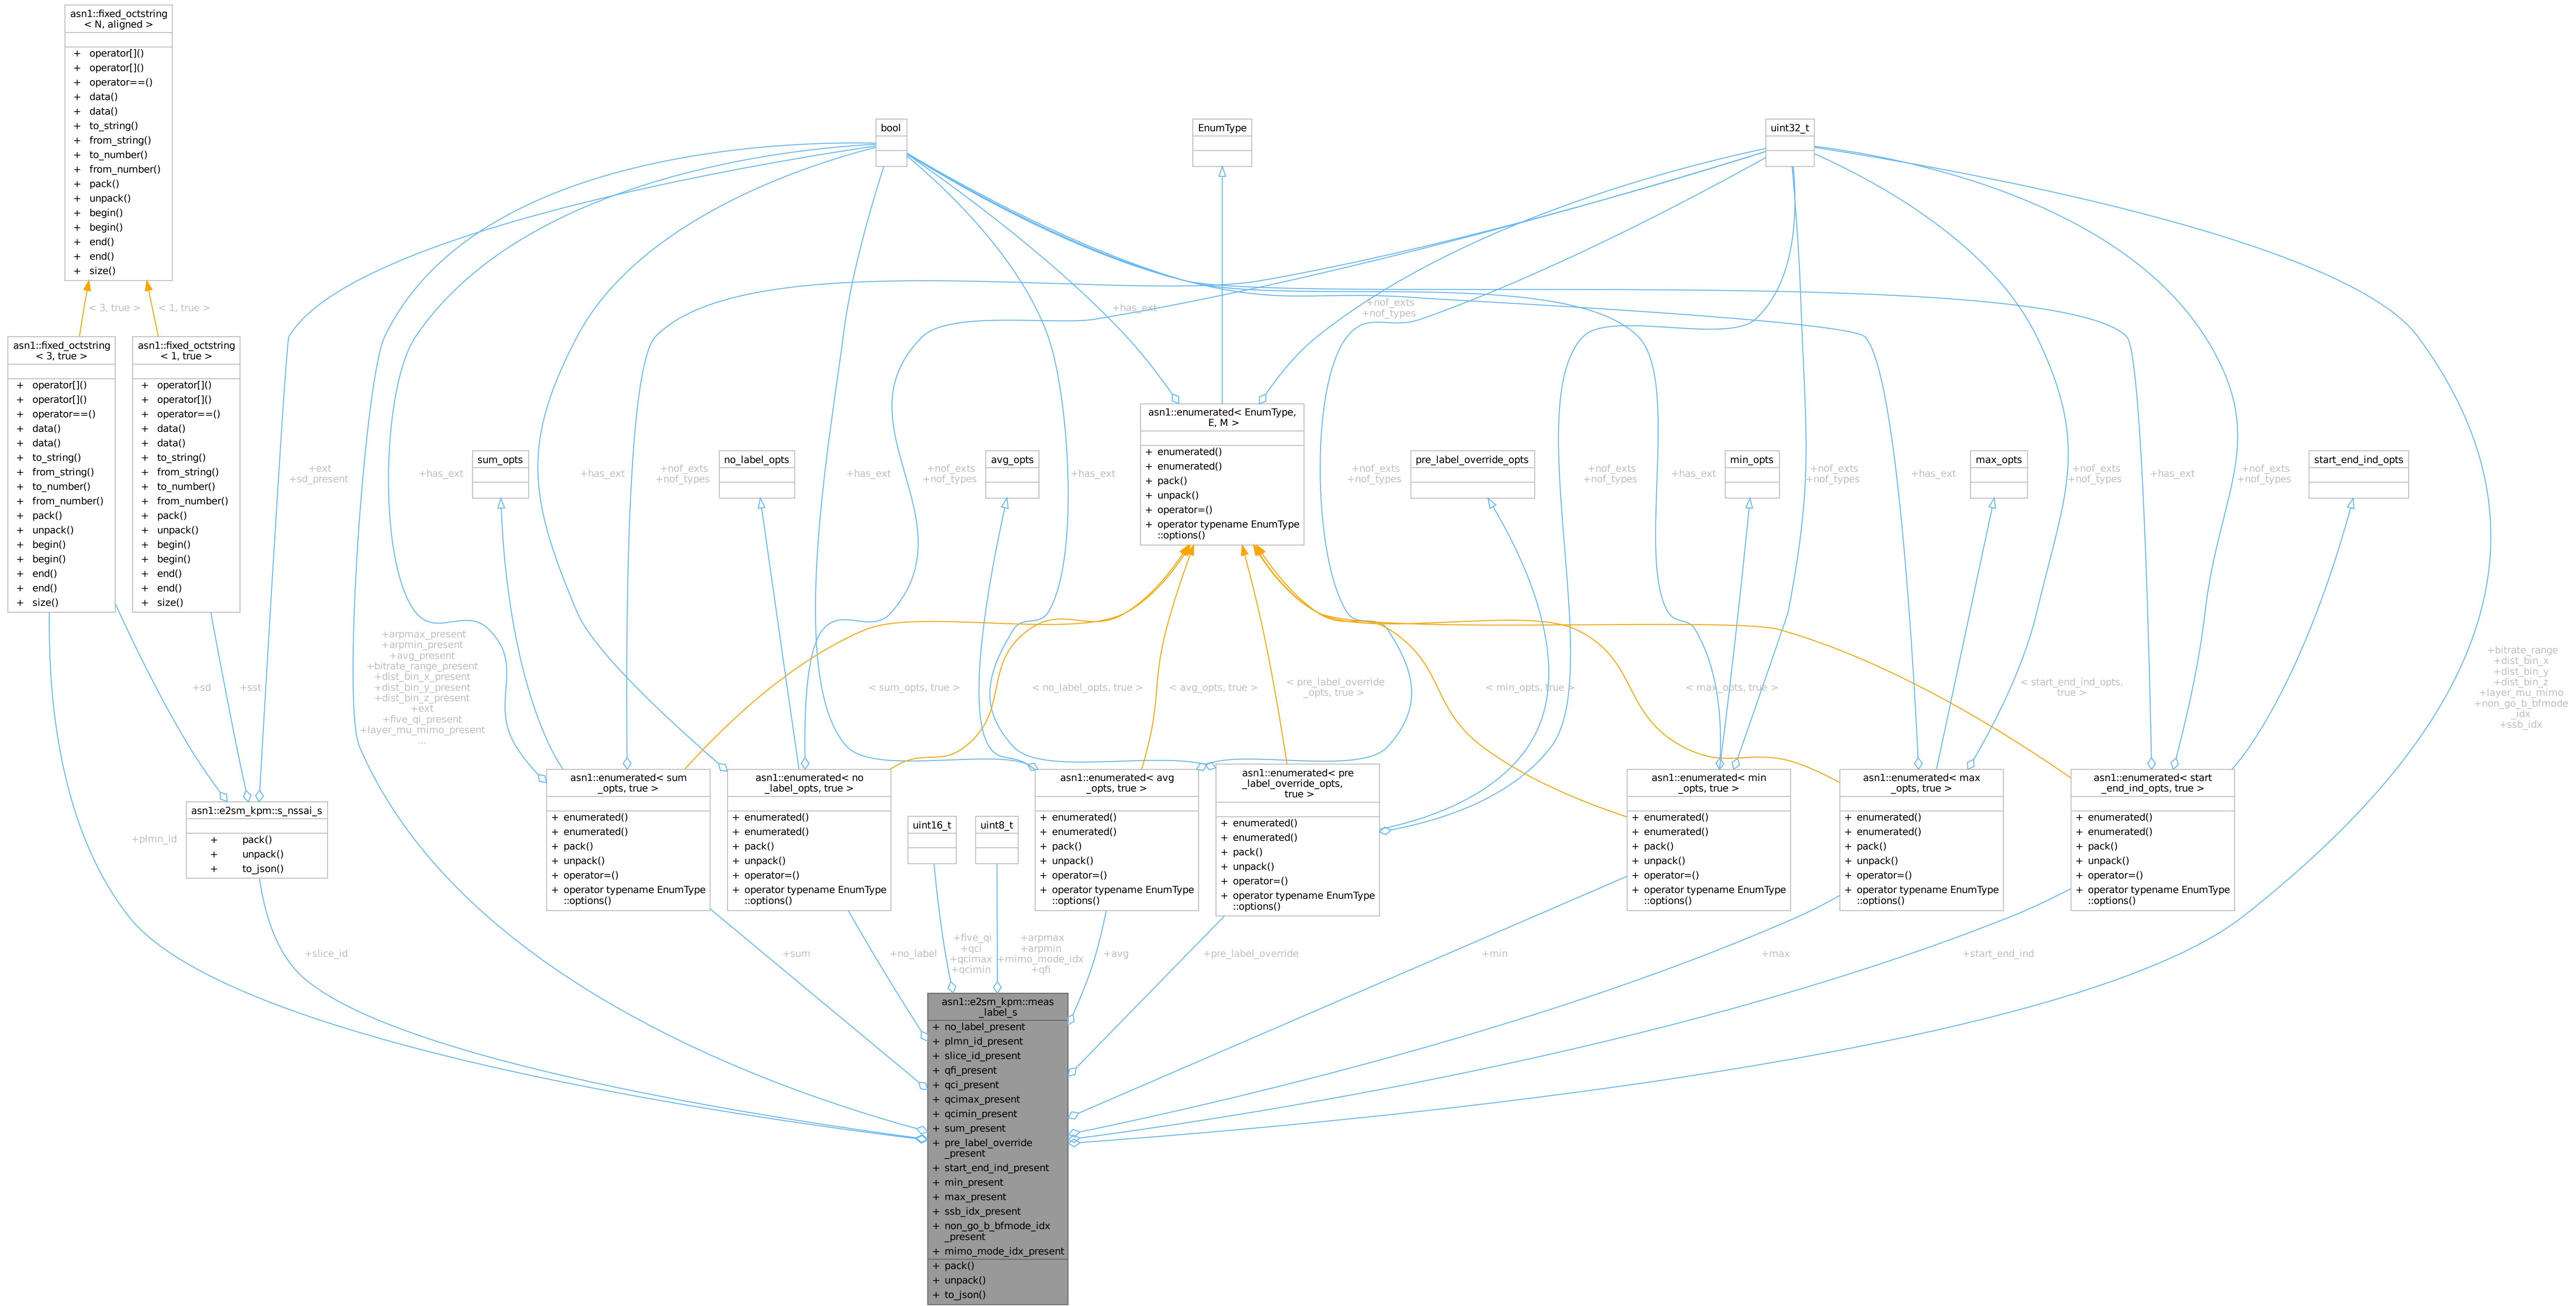 asn1::fixed_octstring
< N, aligned >
+ operator[]()
+ operator[]()
+ operator==()
+ data()
+ data()
+ to_string()
+ from_string()
+ to_number()
+ from_number()
+ pack()
+ unpack()
+ begin()
+ begin()
+ end()
+ end()
+ size()
bool
EnumType
uint32_t
< 3, true >
< 1, true >
+has_ext
+nof_exts
+nof_types
asn1::fixed_octstring
< 3, true >
+ operator[]()
+ operator[]()
+ operator==()
+ data()
+ data()
+ to_string()
+ from_string()
+ to_number()
+ from_number()
+ pack()
+ unpack()
+ begin()
+ begin()
+ end()
+ end()
+ size()
asn1::fixed_octstring
< 1, true >
+ operator[]()
+ operator[]()
+ operator==()
+ data()
+ data()
+ to_string()
+ from_string()
+ to_number()
+ from_number()
+ pack()
+ unpack()
+ begin()
+ begin()
+ end()
+ end()
+ size()
+ext
+sd_present
+has_ext
sum_opts
+has_ext
+nof_exts
+nof_types
no_label_opts
+has_ext
+nof_exts
+nof_types
avg_opts
+has_ext
asn1::enumerated< EnumType,
E, M >
+ enumerated()
+ enumerated()
+ pack()
+ unpack()
+ operator=()
+ operator typename EnumType
::options()
+nof_exts
+nof_types
pre_label_override_opts
+nof_exts
+nof_types
+has_ext
min_opts
+nof_exts
+nof_types
+has_ext
max_opts
+nof_exts
+nof_types
+has_ext
+nof_exts
+nof_types
start_end_ind_opts
+sd
+sst
+arpmax_present
+arpmin_present
+avg_present
+bitrate_range_present
+dist_bin_x_present
+dist_bin_y_present
+dist_bin_z_present
+ext
+five_qi_present
+layer_mu_mimo_present
...
< sum_opts, true >
< no_label_opts, true >
< avg_opts, true >
< pre_label_override
_opts, true >
< min_opts, true >
< max_opts, true >
< start_end_ind_opts,
true >
+bitrate_range
+dist_bin_x
+dist_bin_y
+dist_bin_z
+layer_mu_mimo
+non_go_b_bfmode
_idx
+ssb_idx
+plmn_id
asn1::e2sm_kpm::s_nssai_s
+ pack()
+ unpack()
+ to_json()
asn1::enumerated< sum
_opts, true >
+ enumerated()
+ enumerated()
+ pack()
+ unpack()
+ operator=()
+ operator typename EnumType
::options()
asn1::enumerated< no
_label_opts, true >
+ enumerated()
+ enumerated()
+ pack()
+ unpack()
+ operator=()
+ operator typename EnumType
::options()
uint16_t
uint8_t
asn1::enumerated< avg
_opts, true >
+ enumerated()
+ enumerated()
+ pack()
+ unpack()
+ operator=()
+ operator typename EnumType
::options()
asn1::enumerated< pre
_label_override_opts,
true >
+ enumerated()
+ enumerated()
+ pack()
+ unpack()
+ operator=()
+ operator typename EnumType
::options()
asn1::enumerated< min
_opts, true >
+ enumerated()
+ enumerated()
+ pack()
+ unpack()
+ operator=()
+ operator typename EnumType
::options()
asn1::enumerated< max
_opts, true >
+ enumerated()
+ enumerated()
+ pack()
+ unpack()
+ operator=()
+ operator typename EnumType
::options()
asn1::enumerated< start
_end_ind_opts, true >
+ enumerated()
+ enumerated()
+ pack()
+ unpack()
+ operator=()
+ operator typename EnumType
::options()
+slice_id
+sum
+no_label
+five_qi
+qci
+qcimax
+qcimin
+arpmax
+arpmin
+mimo_mode_idx
+qfi
+avg
+pre_label_override
+min
+max
+start_end_ind
asn1::e2sm_kpm::meas
_label_s
+ no_label_present
+ plmn_id_present
+ slice_id_present
+ qfi_present
+ qci_present
+ qcimax_present
+ qcimin_present
+ sum_present
+ pre_label_override
_present
+ start_end_ind_present
+ min_present
+ max_present
+ ssb_idx_present
+ non_go_b_bfmode_idx
_present
+ mimo_mode_idx_present
+ pack()
+ unpack()
+ to_json()